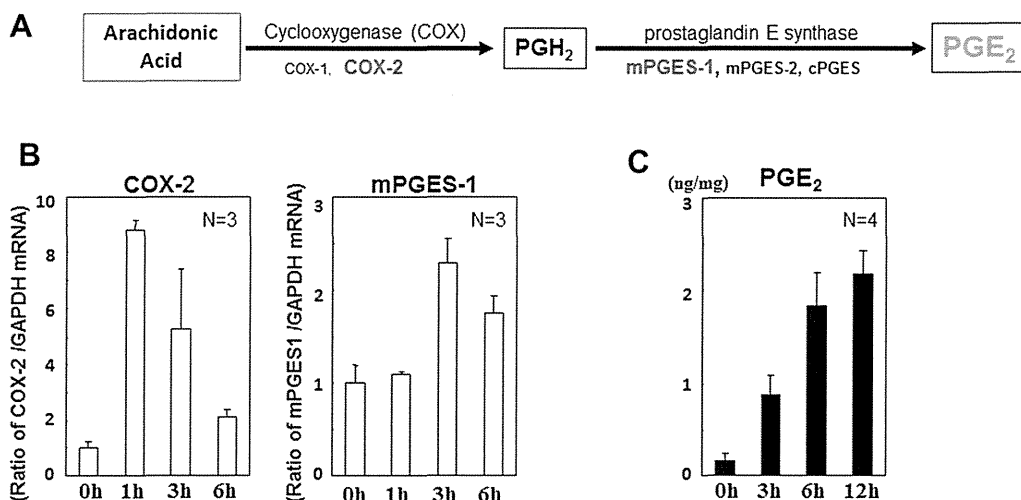 A
Arachidonic Acid
Cyclooxygenase (COX)
COX-1, COX-2
PGH2
prostaglandin E synthase
mPGES-1, mPGES-2, cPGES
PGE2
B
COX-2
(Ratio of COX-2 /GAPDH mRNA)
10
8
6
4
2
0
N=3
0h 1h 3h 6h
mPGES-1
(Ratio of mPGES1 /GAPDH mRNA)
3
2
1
0
N=3
0h 1h 3h 6h
C
(ng/mg)
PGE2
3
2
1
0
N=4
0h 3h 6h 12h